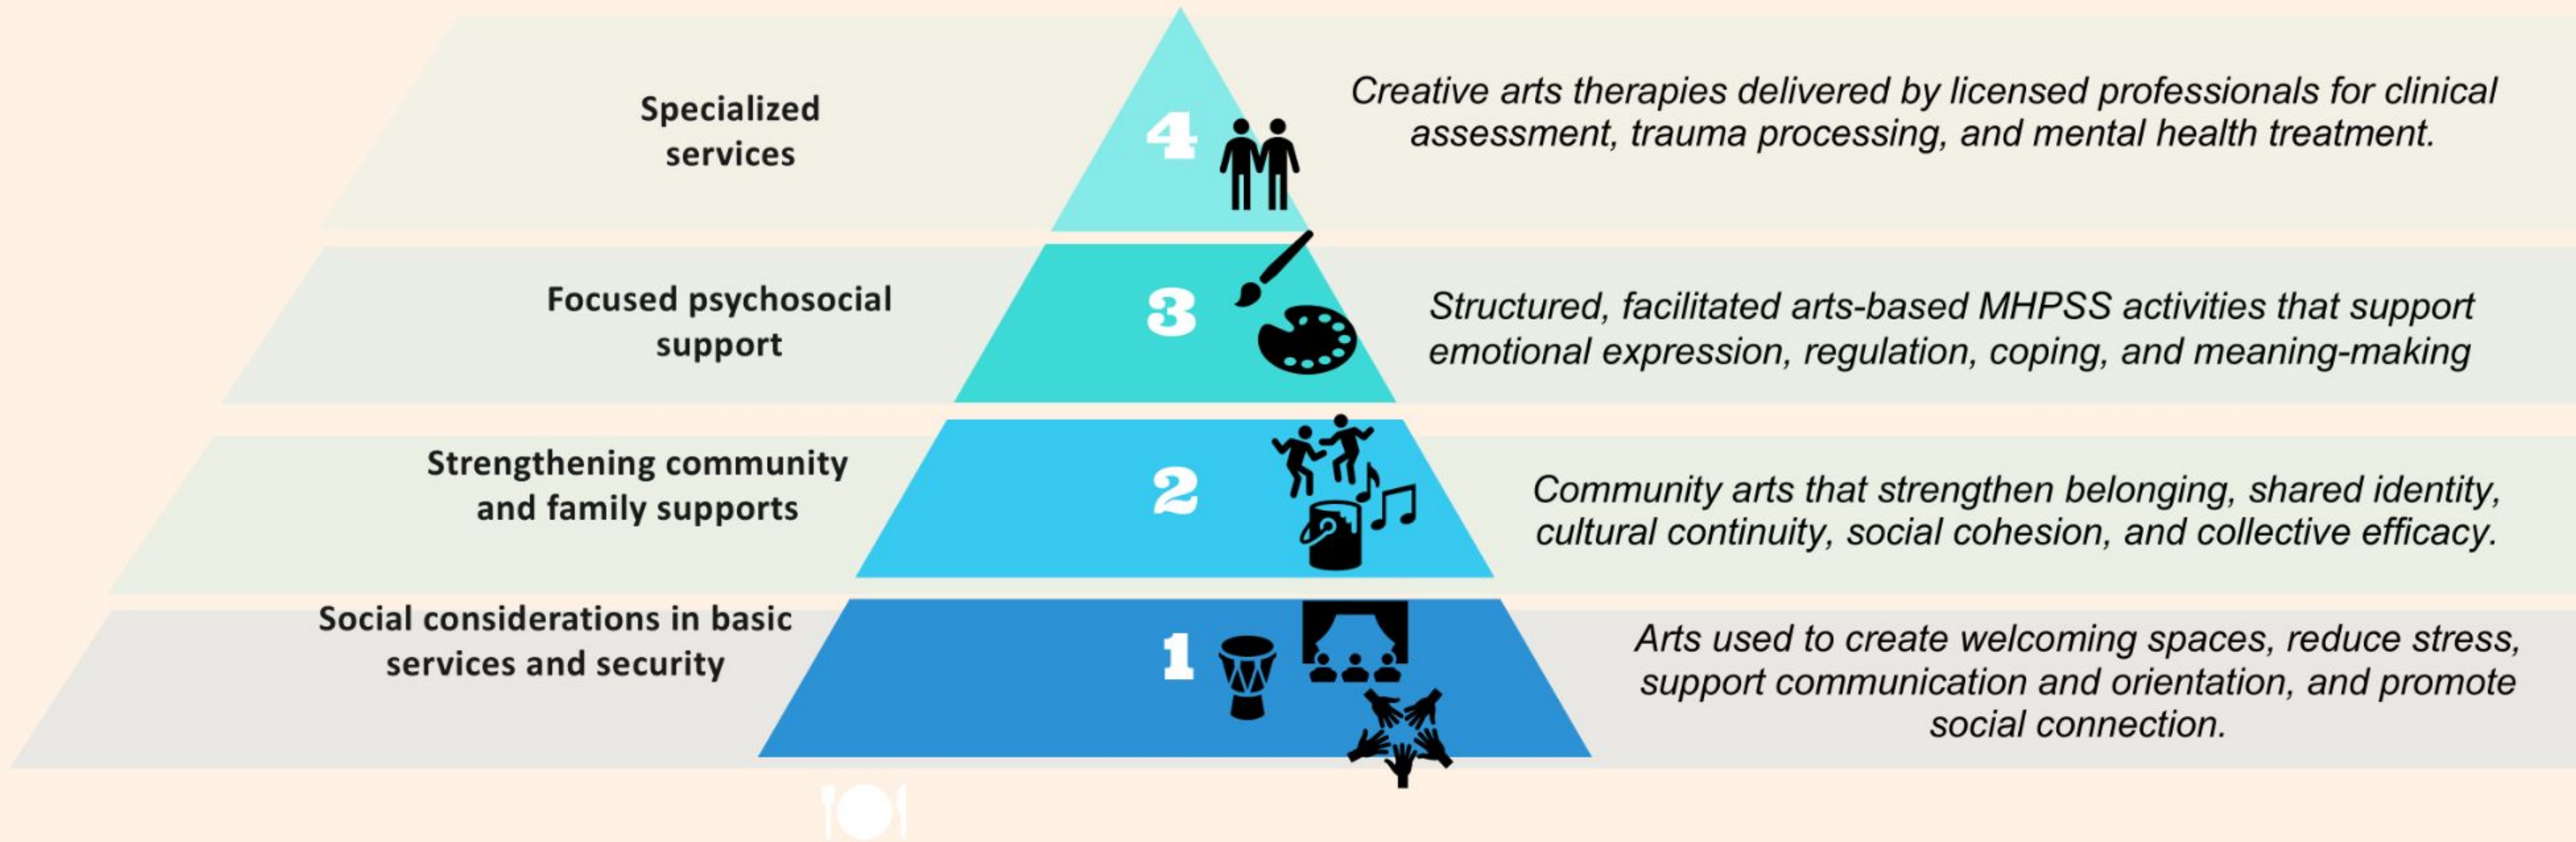 Specialized
services
4
Creative arts therapies delivered by licensed professionals for clinical
assessment, trauma processing, and mental health treatment.
Focused psychosocial
support
3
Structured, facilitated arts-based MHPSS activities that support
emotional expression, regulation, coping, and meaning-making
Strengthening community
and family supports
2
Community arts that strengthen belonging, shared identity,
cultural continuity, social cohesion, and collective efficacy.
Social considerations in basic
services and security
1
Arts used to create welcoming spaces, reduce stress,
support communication and orientation, and promote
social connection.